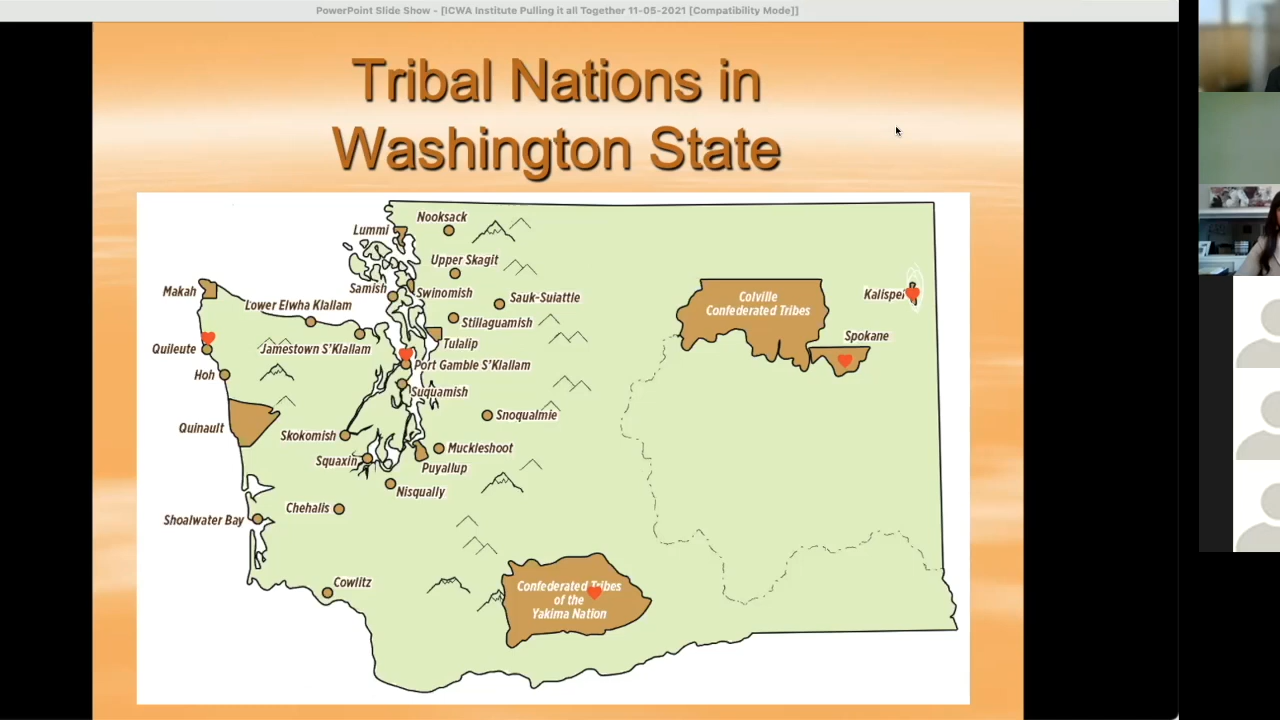 PowerPoint Slide Show - [ICWA Institute Pulling it all Together 11-05-2021 [Compatibility Mode]]
Tribal Nations in
Washington State
Nooksack
Lummi
Upper Skagit
Makah
Samish
Swinomish
Sauk-Suiattle
Lower Elwha Klallam
Stillaguamish
Jamestown S'Klallam
Tulalip
Quileute
Port Gamble S'Klallam
Hoh
Suquamish
Snoqualmie
Quinault
Skokomish
Muckleshoot
Squaxin
Puyallup
Nisqually
Chehalis
Shoalwater Bay
Cowlitz
Colville
Confederated Tribes
Kalispel
Spokane
Confederated Tribes
of the
Yakima Nation